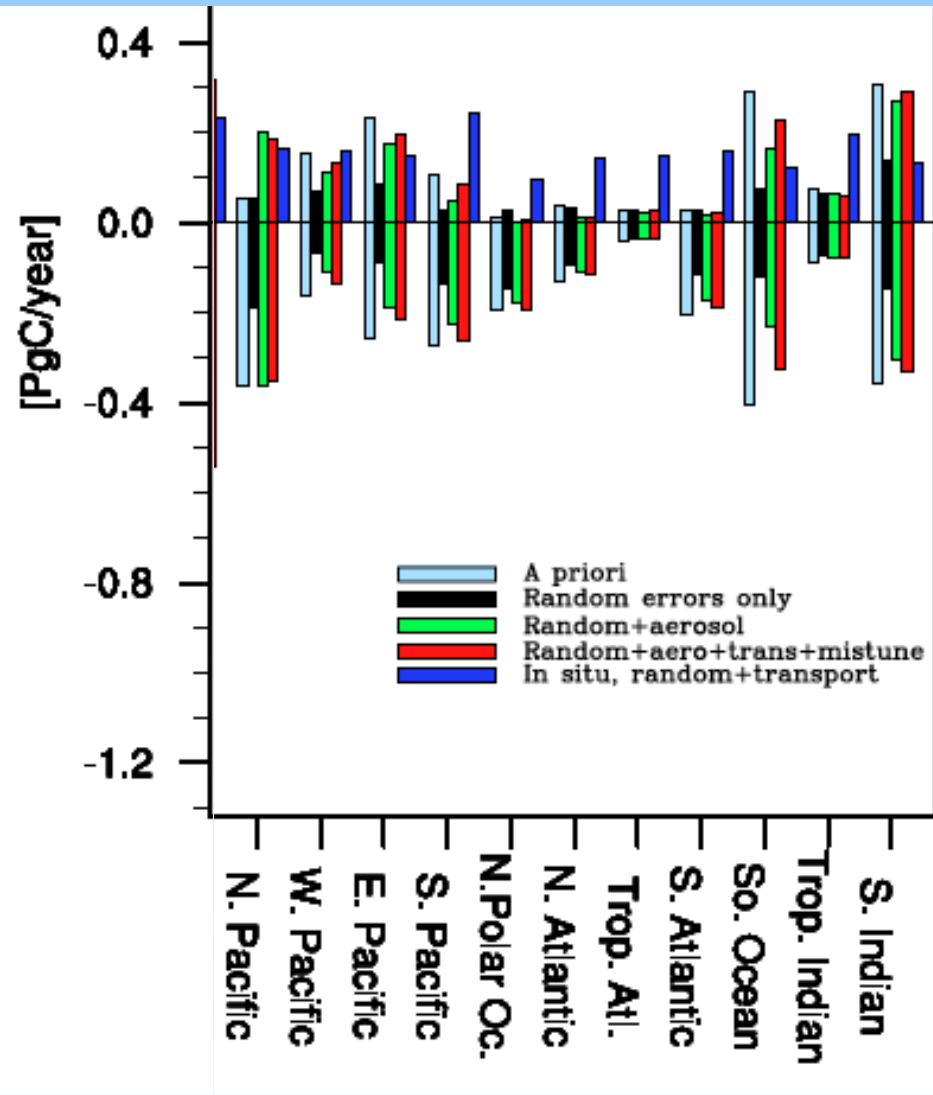 0.4
0.0
-0.4
-0.8
-1.2
[PgC/year]
A priori
Random errors only
Random+aerosol
Random+aero+trans+mistune
In situ, random+transport
N. Pacific
W. Pacific
E. Pacific
S. Pacific
N.Polar Oc.
N. Atlantic
Trop. Atl.
S. Atlantic
So. Ocean
Trop. Indian
S. Indian